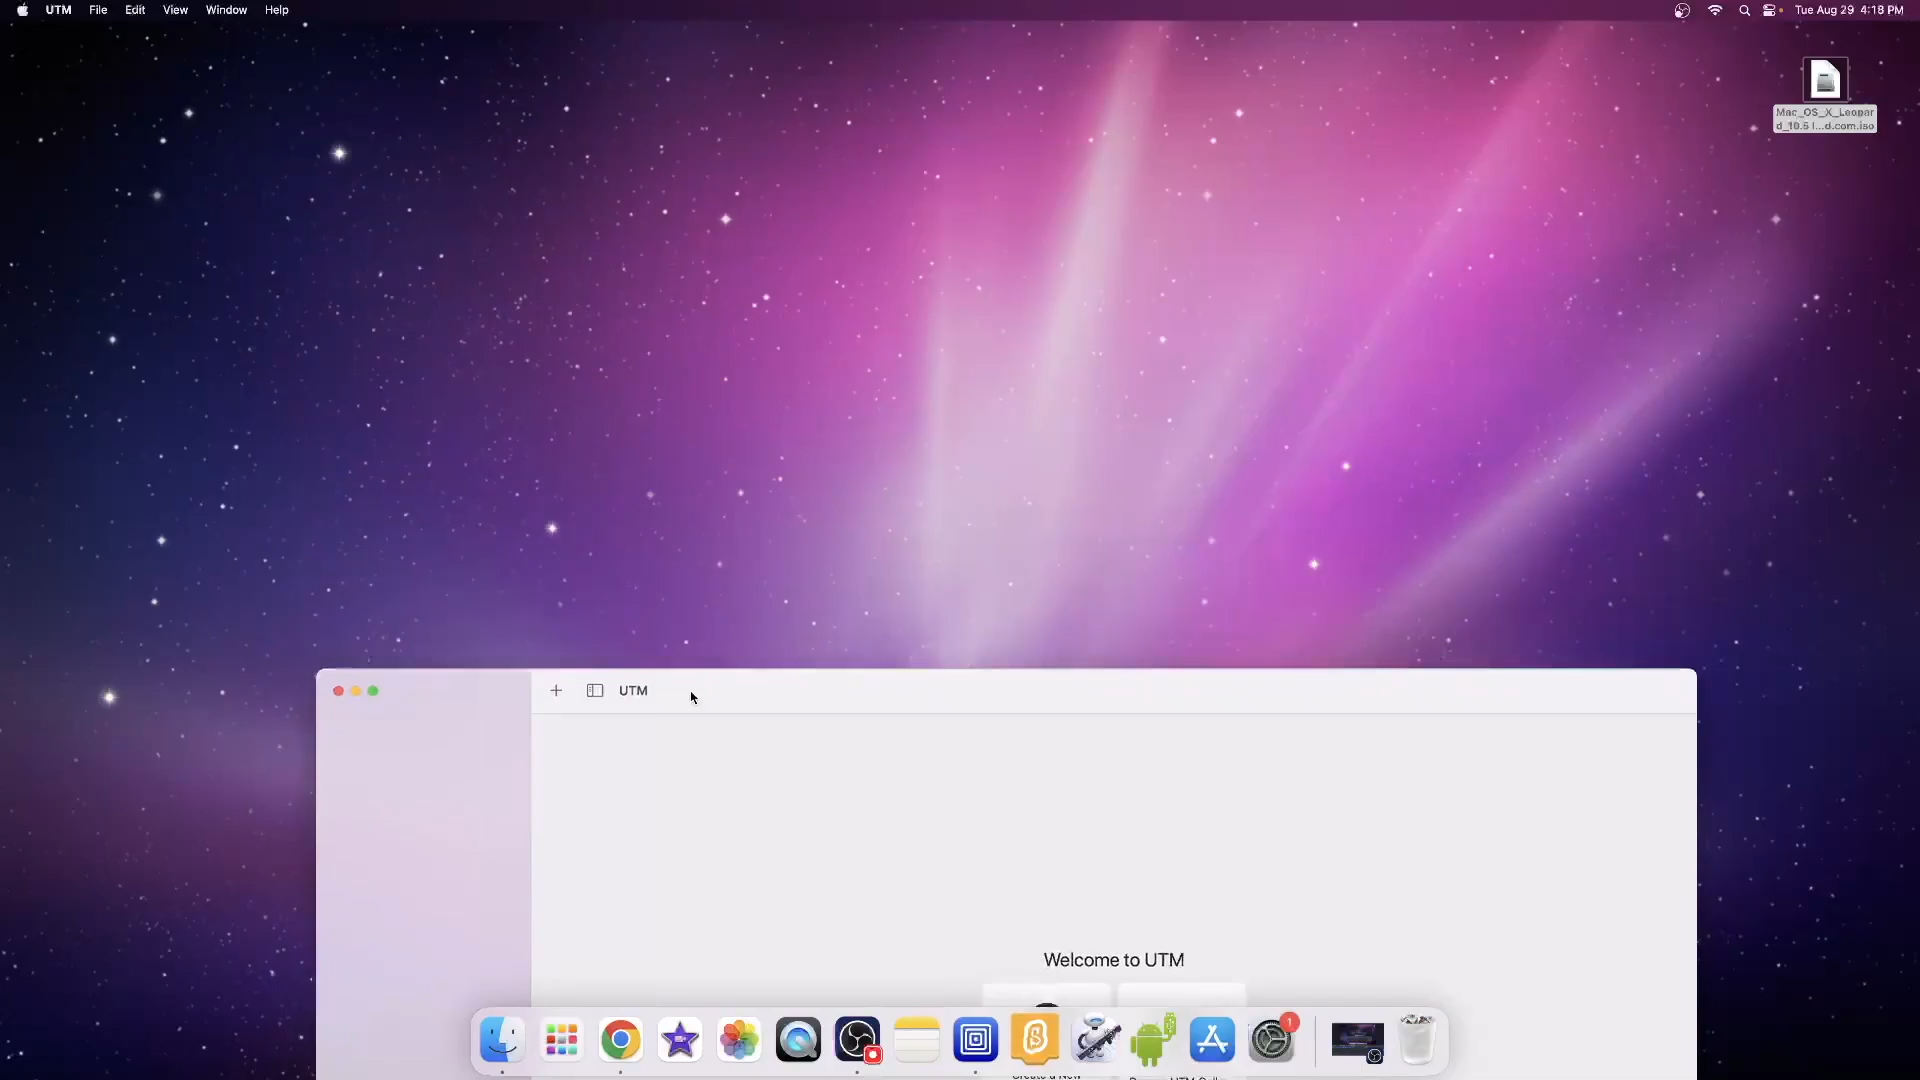 UTM File Edit View Window Help Tue Aug 29 4:18 PM
Mac_OS_X_Leopar
d_10.5 I...d.com.iso
UTM
Welcome to UTM
1